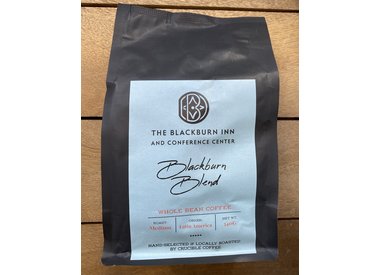 THE BLACKBURN INN
AND CONFERENCE CENTER
Blackburn
Blend
WHOLE BEAN COFFEE
ROAST
Medium
ORIGIN
Latin America
NET WT.
340G
HAND-SELECTED & LOCALLY ROASTED
BY CRUCIBLE COFFEE